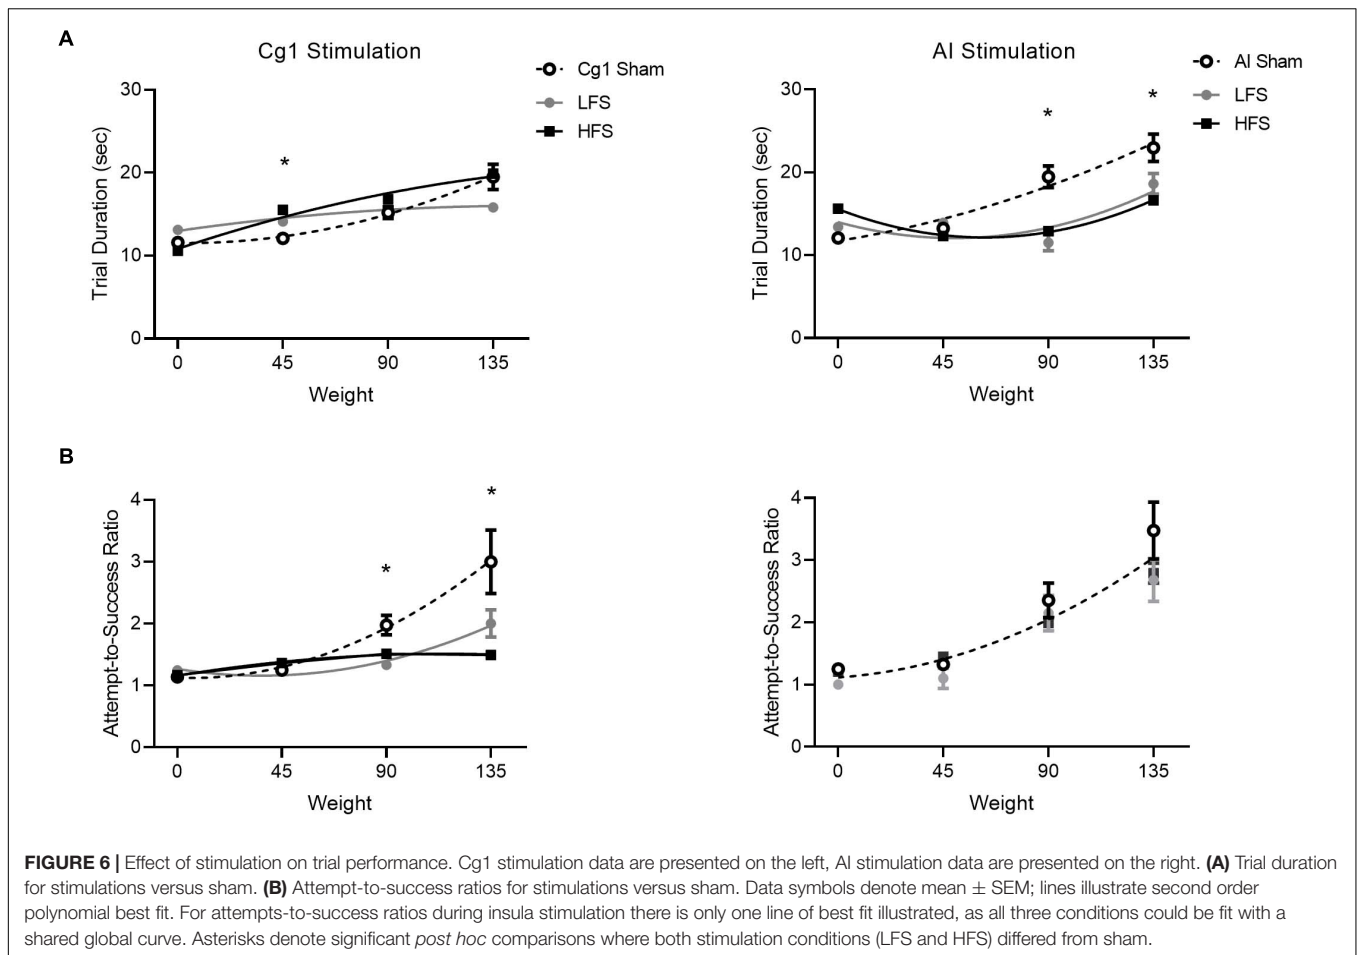 A
Cg1 Stimulation
Cg1 Sham
LFS
HFS
Trial Duration (sec)
30
20
10
0
*
0 45 90 135
Weight
AI Stimulation
AI Sham
LFS
HFS
Trial Duration (sec)
30
20
10
0
* *
0 45 90 135
Weight
B
Attempt-to-Success Ratio
4
3
2
1
0
* *
0 45 90 135
Weight
Attempt-to-Success Ratio
4
3
2
1
0
0 45 90 135
Weight
FIGURE 6 | Effect of stimulation on trial performance. Cg1 stimulation data are presented on the left, AI stimulation data are presented on the right. (A) Trial duration
for stimulations versus sham. (B) Attempt-to-success ratios for stimulations versus sham. Data symbols denote mean ± SEM; lines illustrate second order
polynomial best fit. For attempts-to-success ratios during insula stimulation there is only one line of best fit illustrated, as all three conditions could be fit with a
shared global curve. Asterisks denote significant post hoc comparisons where both stimulation conditions (LFS and HFS) differed from sham.